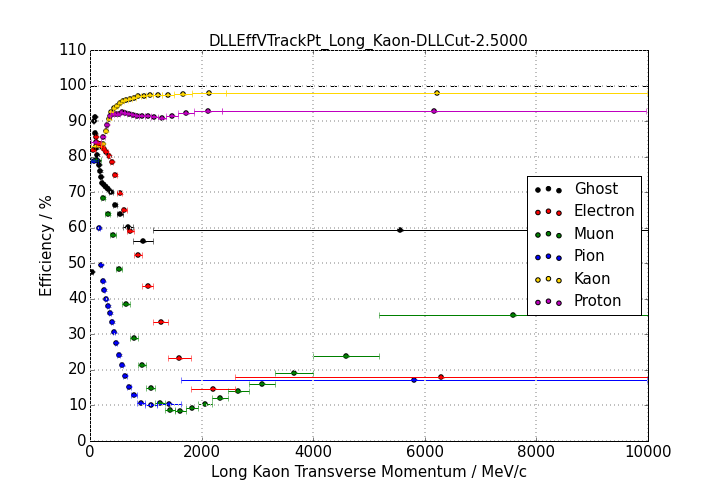 DLLEffVTrackPt_Long_Kaon-DLLCut-2.5000
110
100
90
80
70
60
50
40
30
20
10
0
Efficiency / %
Ghost
Electron
Muon
Pion
Kaon
Proton
0 2000 4000 6000 8000 10000
Long Kaon Transverse Momentum / MeV/c